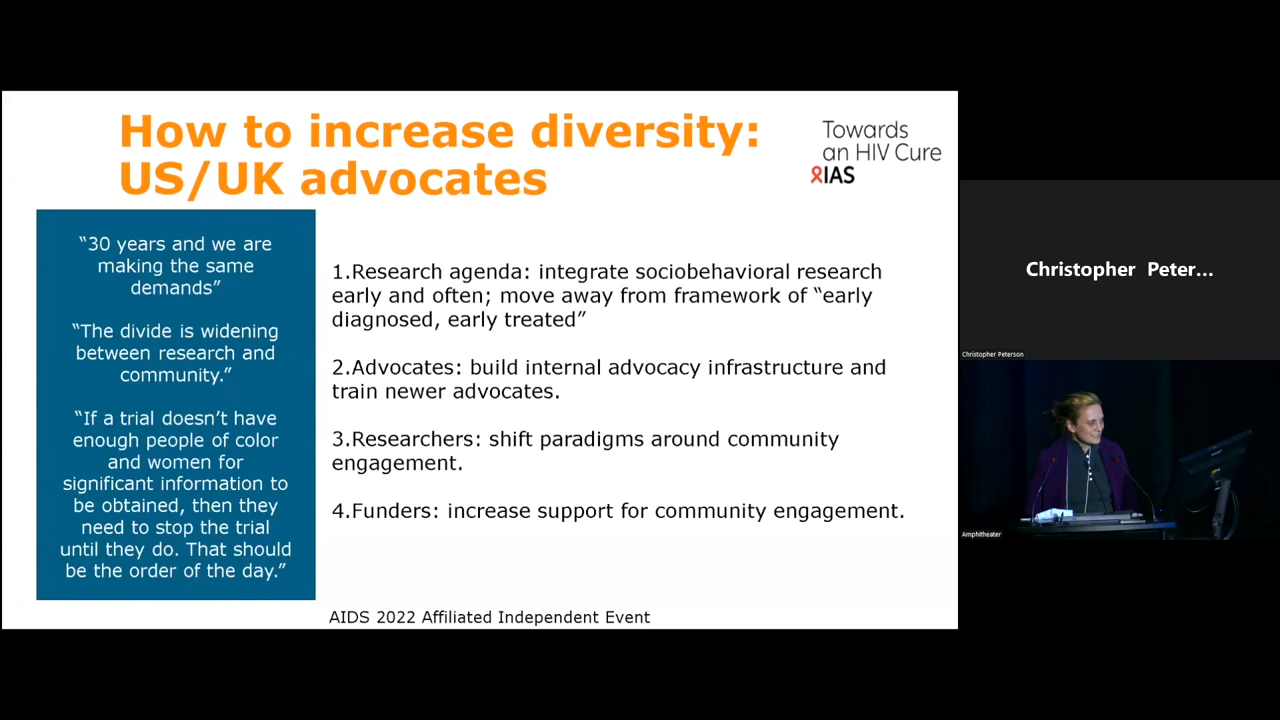 How to increase diversity:
US/UK advocates
Towards
an HIV Cure
IAS
“30 years and we are
making the same
demands”
“The divide is widening
between research and
community.”
“If a trial doesn’t have
enough people of color
and women for
significant information to
be obtained, then they
need to stop the trial
until they do. That should
be the order of the day.”
1.Research agenda: integrate sociobehavioral research
early and often; move away from framework of “early
diagnosed, early treated”
2.Advocates: build internal advocacy infrastructure and
train newer advocates.
3.Researchers: shift paradigms around community
engagement.
4.Funders: increase support for community engagement.
AIDS 2022 Affiliated Independent Event
Christopher Peter...
Christopher Peterson
Amphitheater